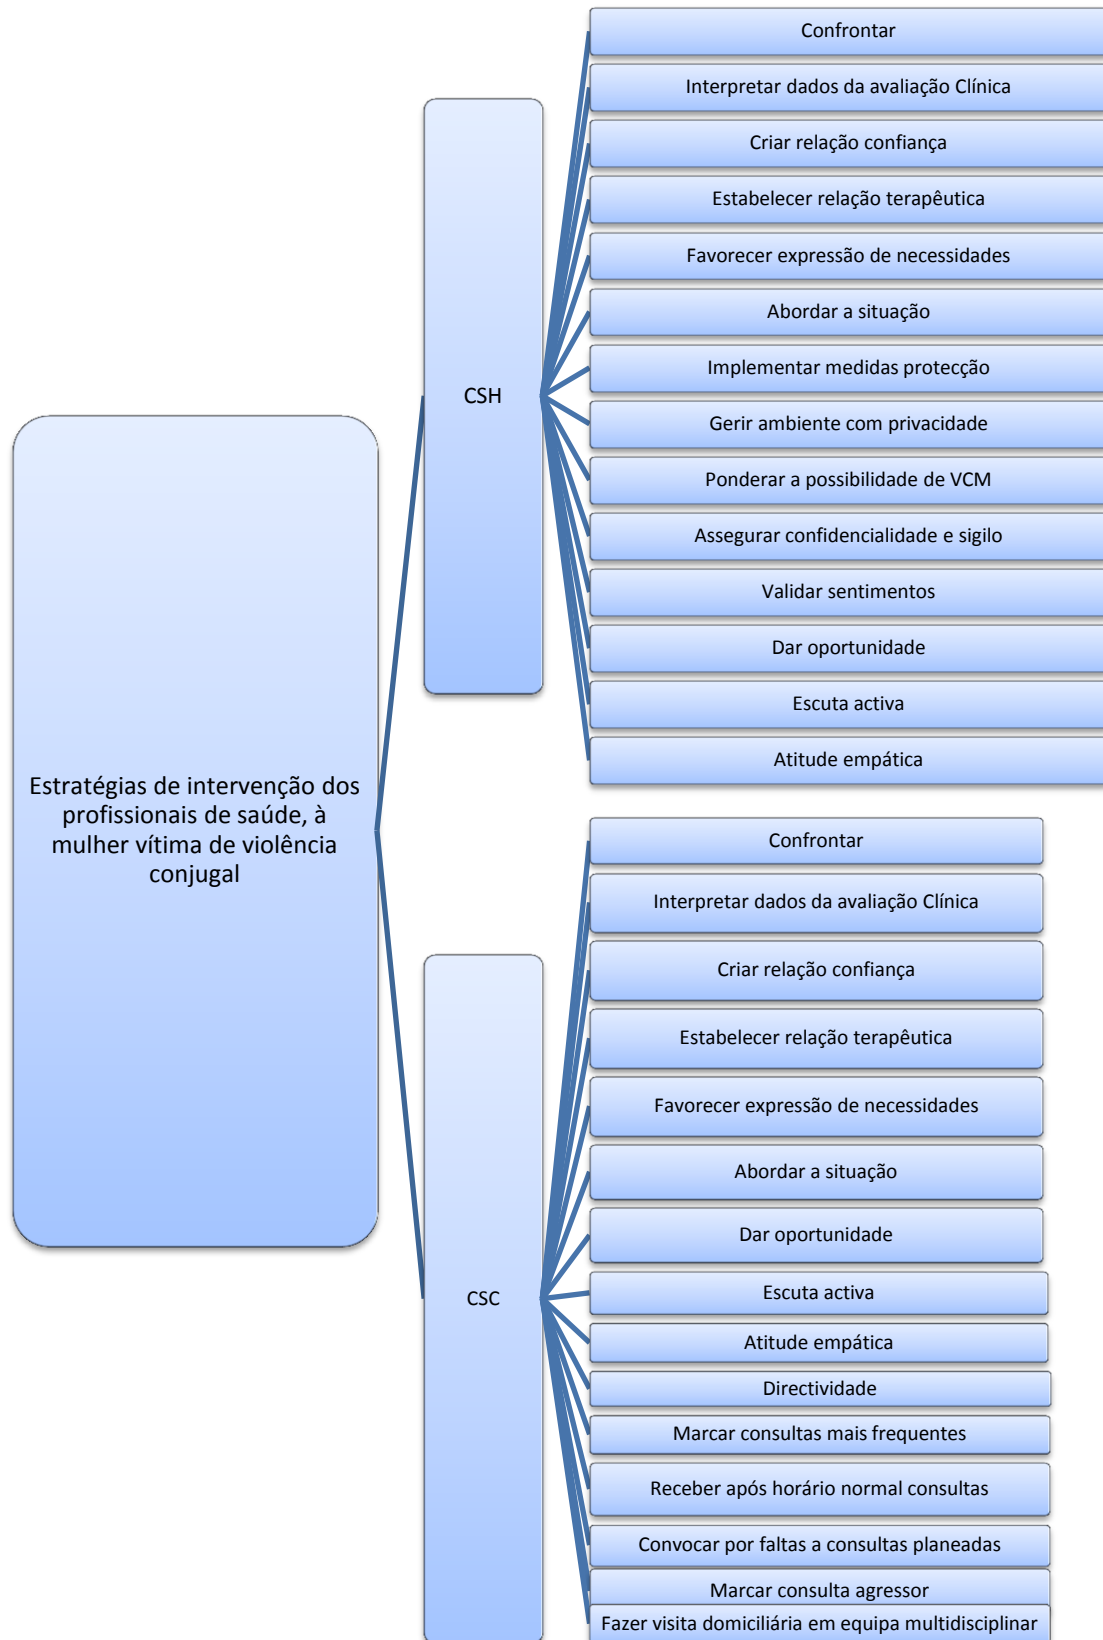 Estratégias de intervenção dos
profissionais de saúde, à
mulher vítima de violência
conjugal
CSH
Confrontar
Interpretar dados da avaliação Clínica
Criar relação confiança
Estabelecer relação terapêutica
Favorecer expressão de necessidades
Abordar a situação
Implementar medidas protecção
Gerir ambiente com privacidade
Ponderar a possibilidade de VCM
Assegurar confidencialidade e sigilo
Validar sentimentos
Dar oportunidade
Escuta activa
Atitude empática
CSC
Confrontar
Interpretar dados da avaliação Clínica
Criar relação confiança
Estabelecer relação terapêutica
Favorecer expressão de necessidades
Abordar a situação
Dar oportunidade
Escuta activa
Atitude empática
Directividade
Marcar consultas mais frequentes
Receber após horário normal consultas
Convocar por faltas a consultas planeadas
Marcar consulta agressor
Fazer visita domiciliária em equipa multidisciplinar